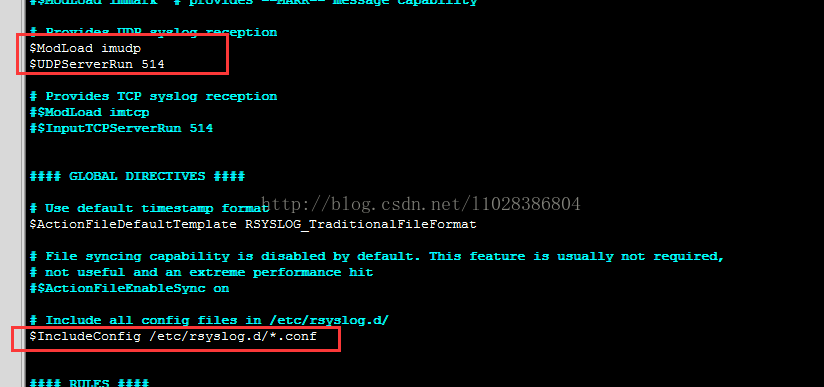 #$ModLoad immark # provides --MARK-- message capability
# Provides UDP syslog reception
$ModLoad imudp
$UDPServerRun 514
# Provides TCP syslog reception
#$ModLoad imtcp
#$InputTCPServerRun 514
#### GLOBAL DIRECTIVES ####
http://blog.csdn.net/l1028386804
# Use default timestamp format
$ActionFileDefaultTemplate RSYSLOG_TraditionalFileFormat
# File syncing capability is disabled by default. This feature is usually not required,
# not useful and an extreme performance hit
#$ActionFileEnableSync on
# Include all config files in /etc/rsyslog.d/
$IncludeConfig /etc/rsyslog.d/*.conf
#### RULES ####